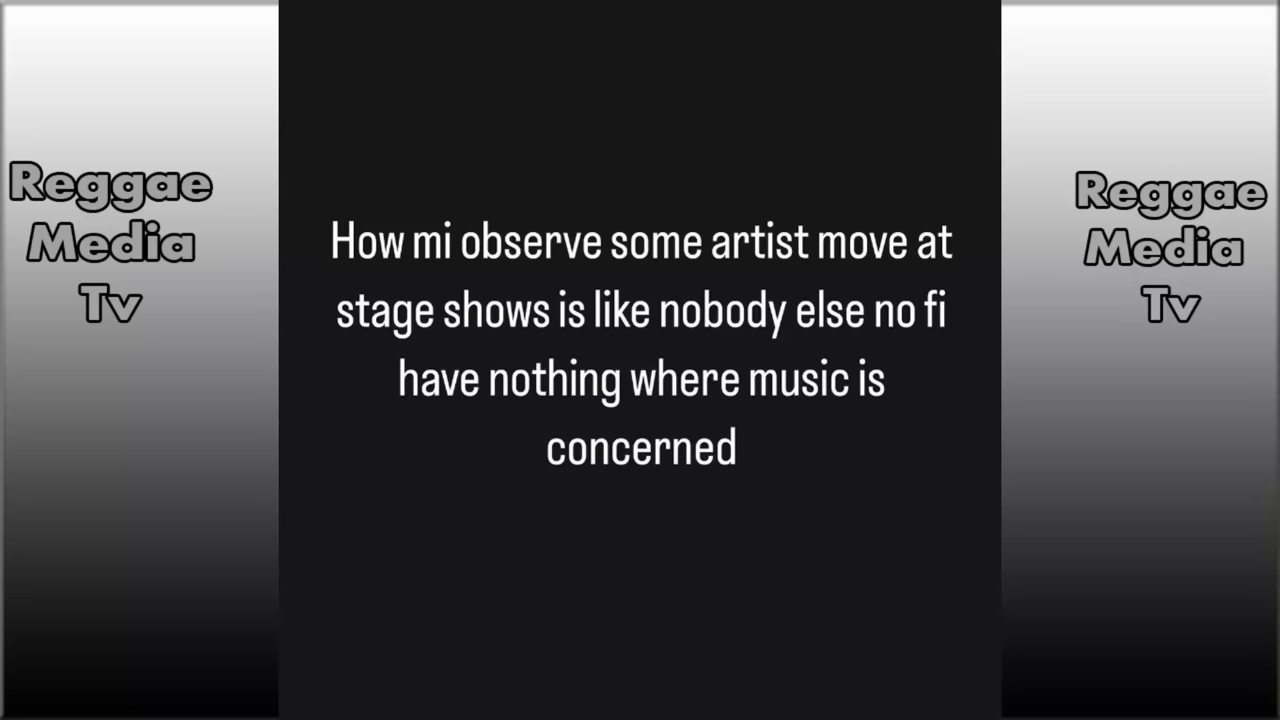 Reggae
Media
Tv
How mi observe some artist move at
stage shows is like nobody else no fi
have nothing where music is
concerned
Reggae
Media
Tv